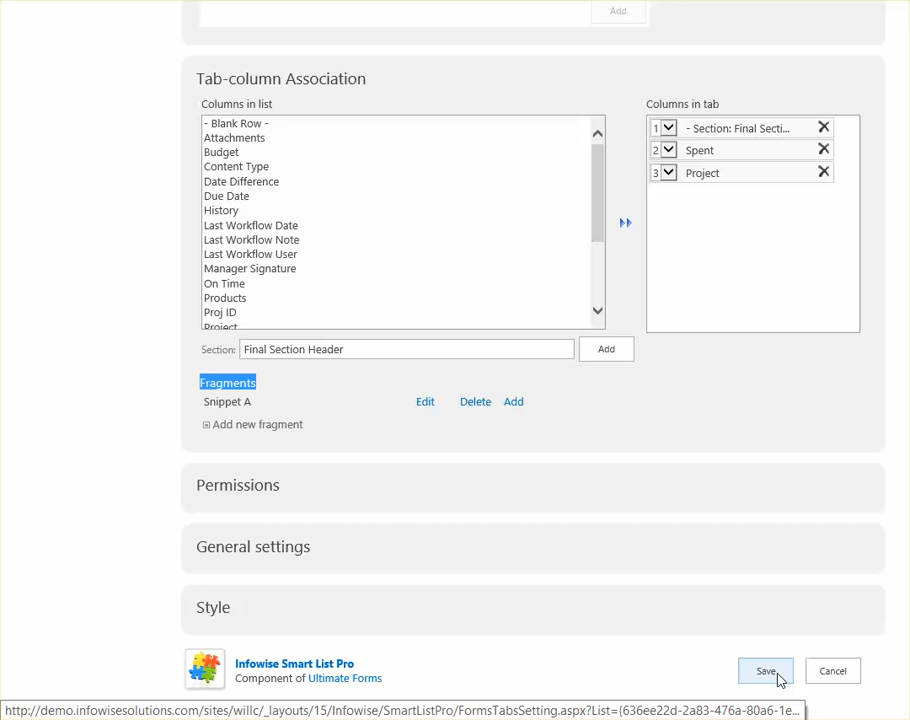 Add
Tab-column Association
Columns in list
Columns in tab
- Blank Row -
Attachments
Budget
Content Type
Date Difference
Due Date
History
Last Workflow Date
Last Workflow Note
Last Workflow User
Manager Signature
On Time
Products
Proj ID
Project
1 - Section: Final Secti...
2 Spent
3 Project
Section: Final Section Header Add
Fragments
Snippet A Edit Delete Add
Add new fragment
Permissions
General settings
Style
Infowise Smart List Pro
Component of Ultimate Forms
Save Cancel
http://demo.infowisesolutions.com/sites/willc/_layouts/15/Infowise/SmartListPro/FormsTabsSetting.aspx?List={636ee22d-2a83-476a-80a6-1e...